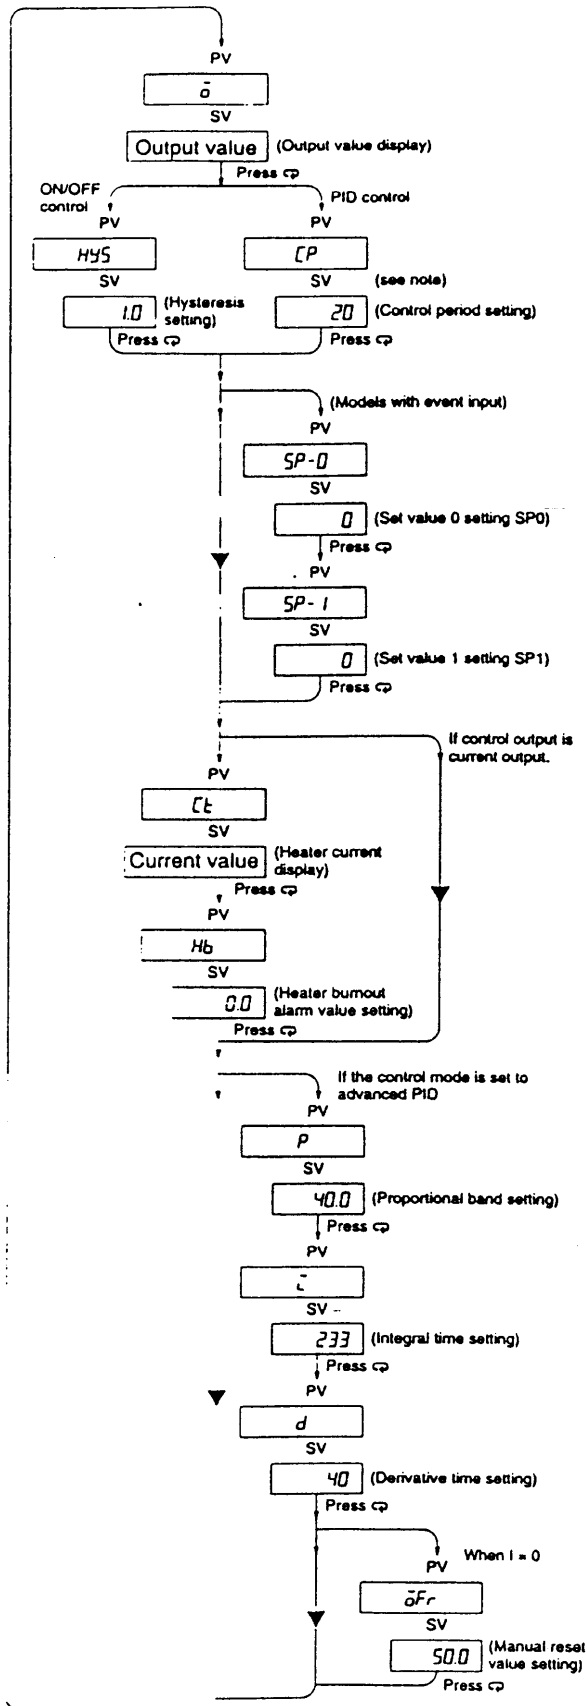 PV
ō
SV
Output value (Output value display)
Press
ON/OFF control
PID control
PV
PV
HYS
CP
SV
SV (see note)
1.0 (Hysteresis setting)
20 (Control period setting)
Press
Press
(Models with event input)
PV
SP-0
SV
0 (Set value 0 setting SP0)
Press
PV
SP-1
SV
0 (Set value 1 setting SP1)
Press
If control output is
current output.
PV
Ct
SV
Current value (Heater current
display)
Press
PV
Hb
SV
0.0 (Heater burnout
alarm value setting)
Press
If the control mode is set to
advanced PID
PV
P
SV
40.0 (Proportional band setting)
Press
PV
ī
SV
233 (Integral time setting)
Press
PV
d
SV
40 (Derivative time setting)
Press
When I = 0
PV
ōFr
SV
50.0 (Manual reset
value setting)
Press